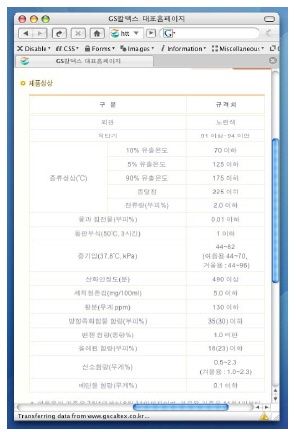 GS칼텍스 대표홈페이지
htt
Disable CSS Forms Images Information Miscellaneous
GS칼텍스 대표홈페이지
제품성상
구 분 규격치
외관 노란색
옥탄가 91 이상-94 미만
증류성상(℃) 10% 유출온도 70 이하
5% 유출온도 125 이하
90% 유출온도 175 이하
종말점 225 이하
잔류량(부피%) 2.0 이하
물과 침전물(부피%) 0.01 이하
동판부식(50℃, 3시간) 1 이하
증기압(37.8℃, kPa) 44~82
(여름용 44~70,
겨울용 : 44~96)
산화안정도(분) 480 이상
세척현존검(mg/100ml) 5.0 이하
황분(무게 ppm) 130 이하
방향족화합물 함량(부피%) 35(30) 이하
벤젠 함량(용량%) 1.0 이하
올레핀 함량(부피%) 18(23) 이하
산소함량(무게%) 0.5~2.3
(겨울용 : 1.0~2.3)
메탄올 함량(무게%) 0.1 이하
Transferring data from www.gscaltex.co.kr...